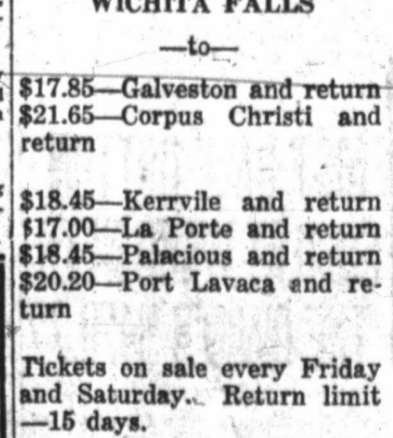 WICHITA FALLS
—to—
$17.85—Galveston and return
$21.65—Corpus Christi and
return
$18.45—Kerrvile and return
$17.00—La Porte and return
$18.45—Palacious and return
$20.20—Port Lavaca and re-
turn
Tickets on sale every Friday
and Saturday. Return limit
—15 days.